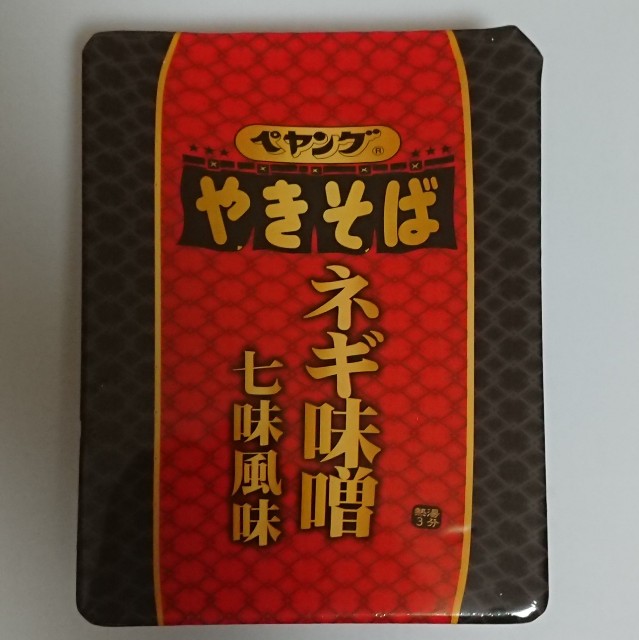 ペヤング®
やきそば
ネギ味噌
七味風味
熱湯
3分